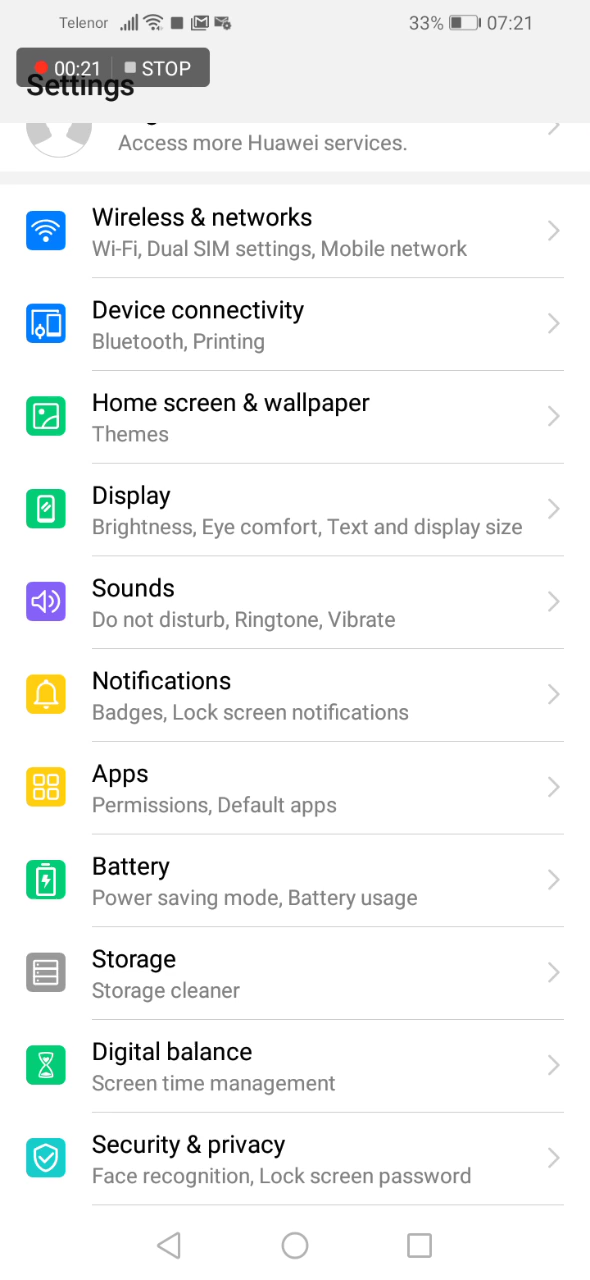 Telenor 33% 07:21
00:21 STOP
Settings
Access more Huawei services.
Wireless & networks
Wi-Fi, Dual SIM settings, Mobile network
Device connectivity
Bluetooth, Printing
Home screen & wallpaper
Themes
Display
Brightness, Eye comfort, Text and display size
Sounds
Do not disturb, Ringtone, Vibrate
Notifications
Badges, Lock screen notifications
Apps
Permissions, Default apps
Battery
Power saving mode, Battery usage
Storage
Storage cleaner
Digital balance
Screen time management
Security & privacy
Face recognition, Lock screen password